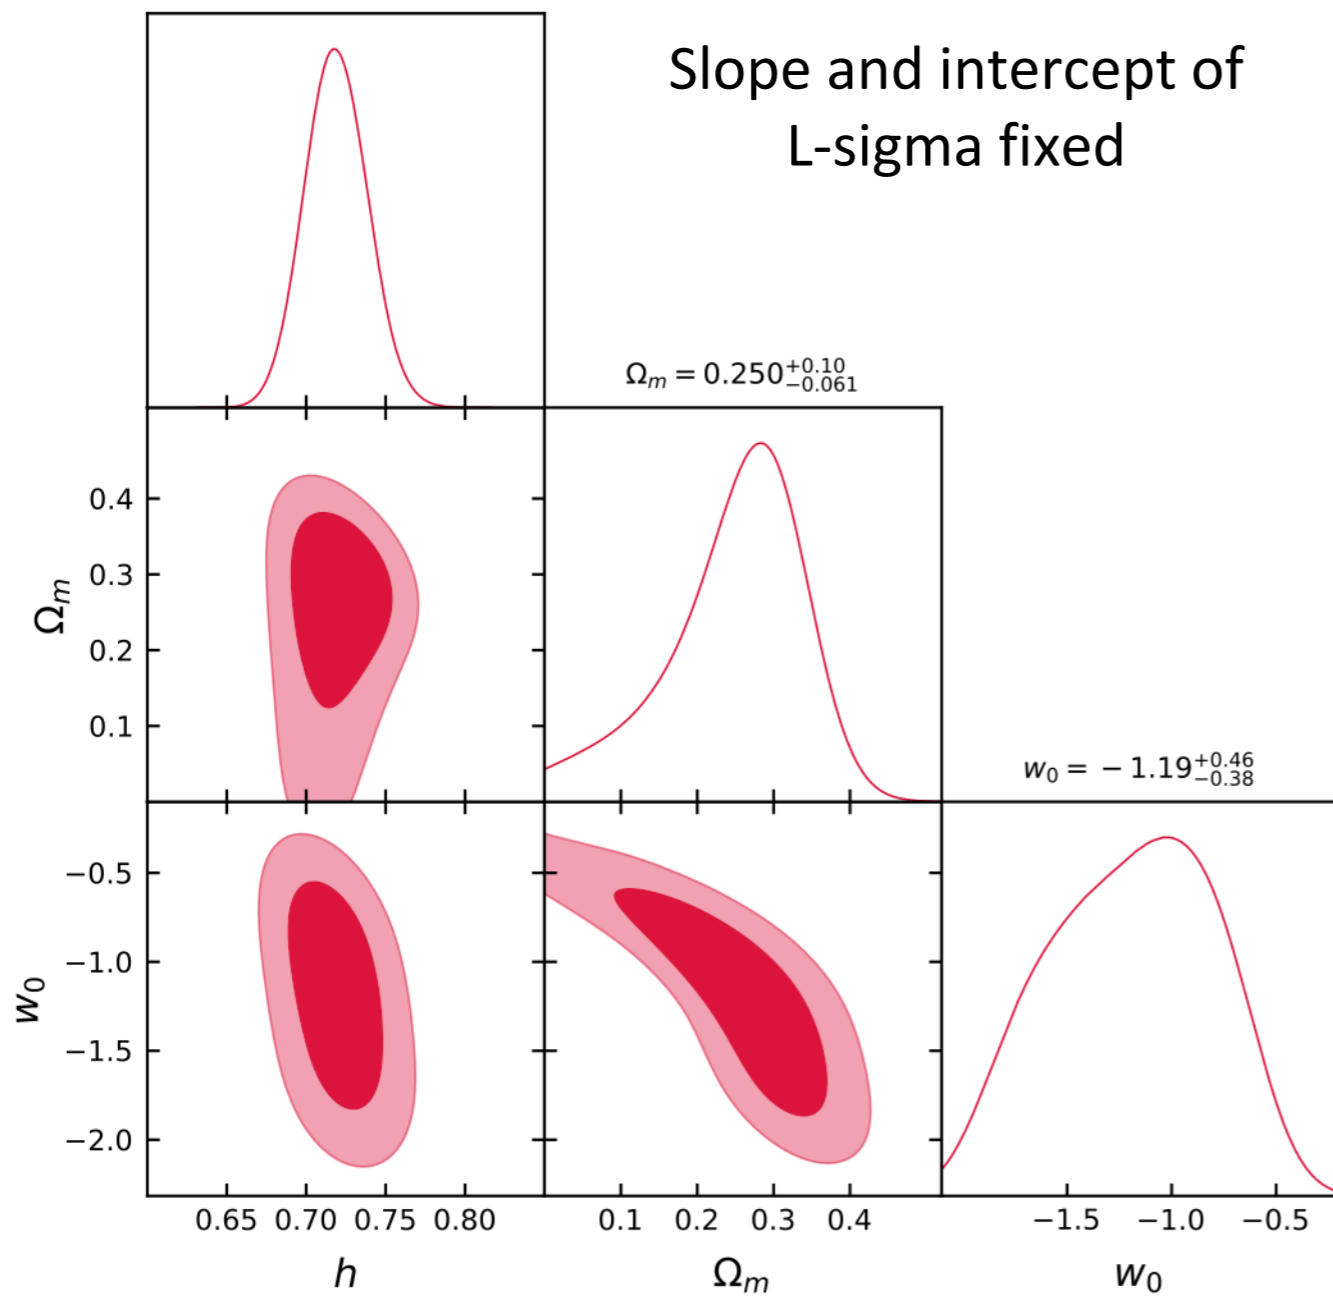 Slope and intercept of
L-sigma fixed
Ωₘ = 0.250⁺⁰·¹⁰₋₀.₀₆₁
0.4
0.3
0.2
0.1
Ωₘ
w₀ = −1.19⁺⁰·⁴⁶₋₀.₃₈
−0.5
−1.0
−1.5
−2.0
w₀
0.65 0.70 0.75 0.80 0.1 0.2 0.3 0.4 −1.5 −1.0 −0.5
h Ωₘ w₀